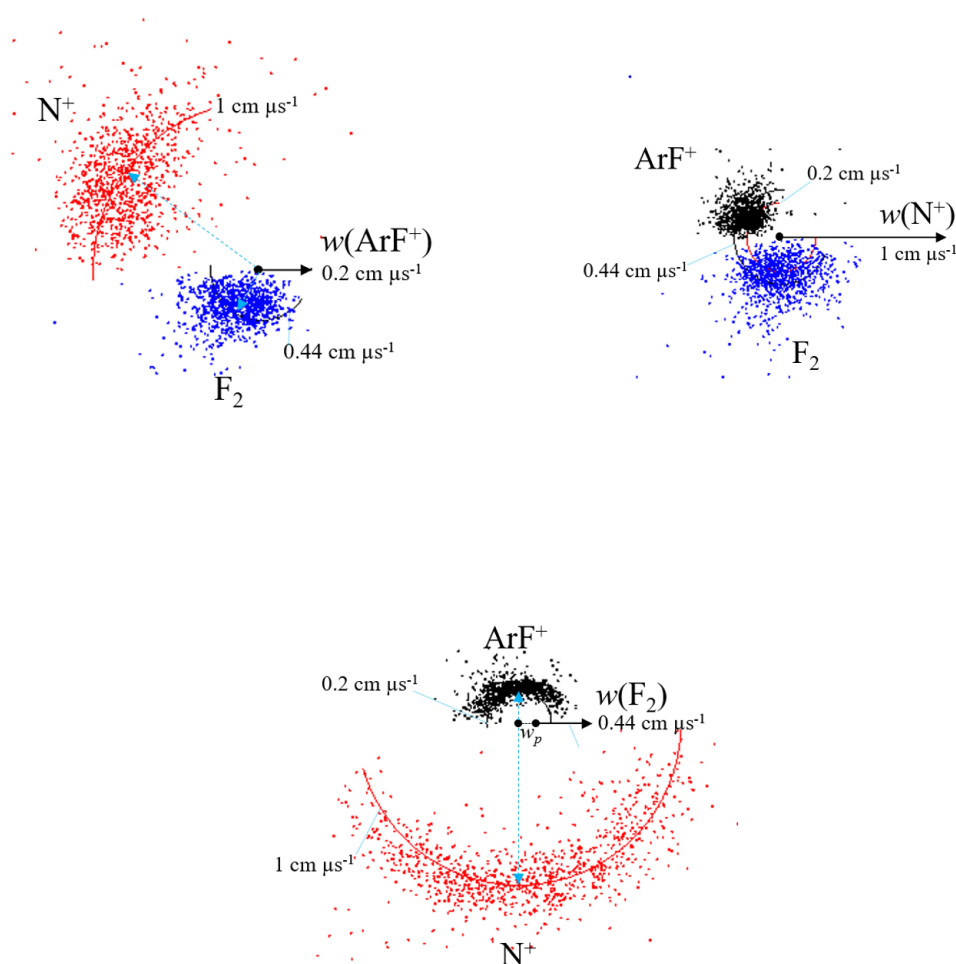 N⁺
1 cm µs⁻¹
w(ArF⁺)
0.2 cm µs⁻¹
0.44 cm µs⁻¹
F₂
ArF⁺
0.2 cm µs⁻¹
w(N⁺)
1 cm µs⁻¹
0.44 cm µs⁻¹
F₂
ArF⁺
0.2 cm µs⁻¹
w(F₂)
0.44 cm µs⁻¹
wₚ
1 cm µs⁻¹
N⁺